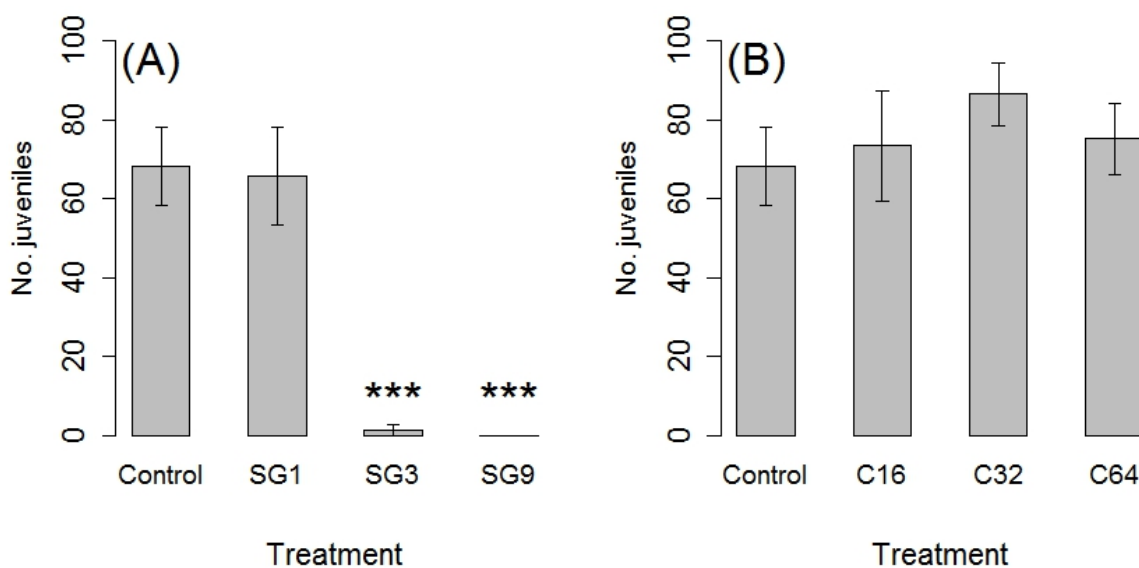 (A)
No. juveniles
100
80
60
40
20
0
*** ***
Control SG1 SG3 SG9
Treatment
(B)
No. juveniles
100
80
60
40
20
0
Control C16 C32 C64
Treatment